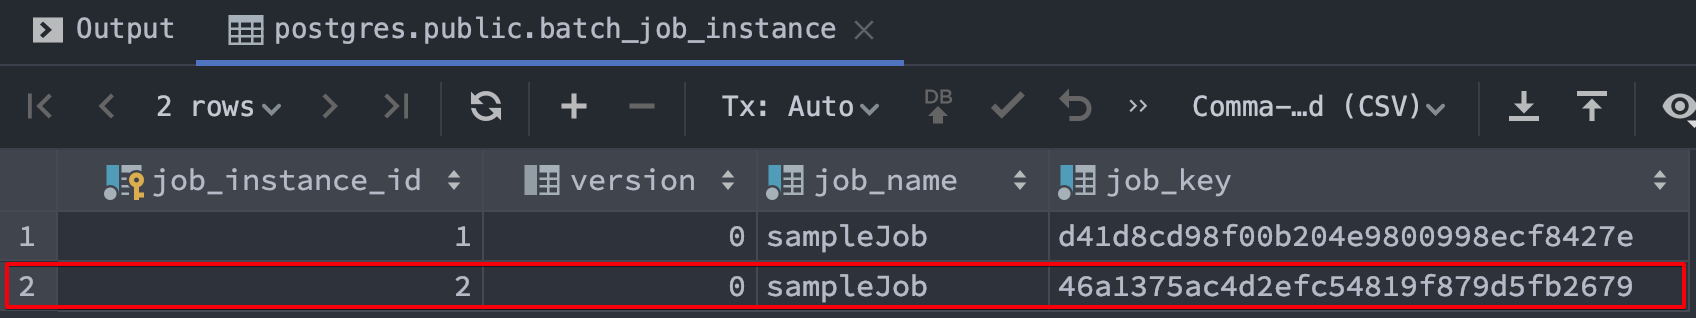 Output postgres.public.batch_job_instance
2 rows Tx: Auto DB Comma-…d (CSV)
job_instance_id version job_name job_key
1 1 0 sampleJob d41d8cd98f00b204e9800998ecf8427e
2 2 0 sampleJob 46a1375ac4d2efc54819f879d5fb2679